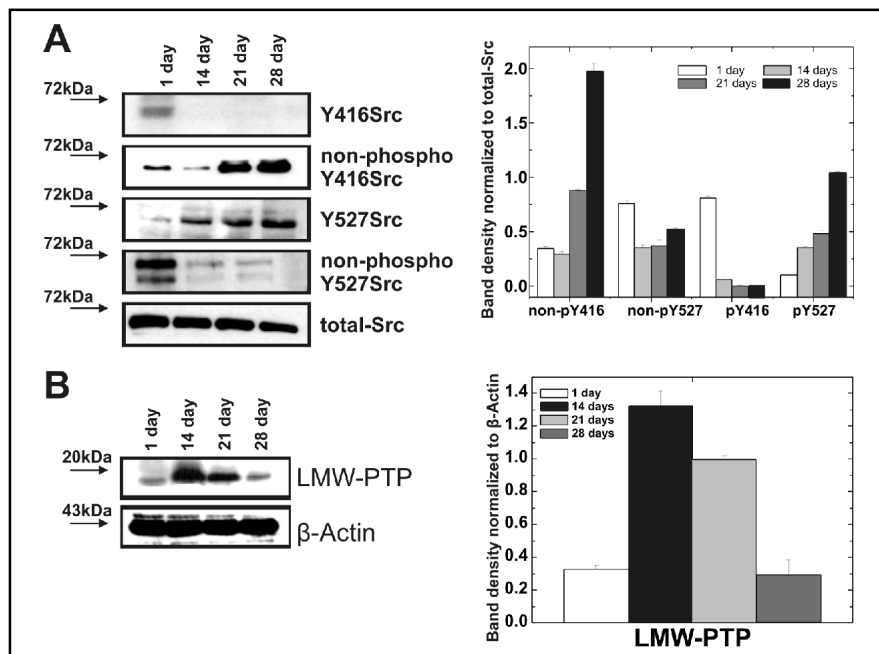 A
1 day
14 day
21 day
28 day
72kDa
Y416Src
72kDa
non-phospho
Y416Src
72kDa
Y527Src
72kDa
non-phospho
Y527Src
72kDa
total-Src
Band density normalized to total-Src
2.0
1.5
1.0
0.5
0.0
1 day
14 days
21 days
28 days
non-pY416
non-pY527
pY416
pY527
B
1 day
14 day
21 day
28 day
20kDa
LMW-PTP
43kDa
β-Actin
Band density normalized to β-Actin
1.4
1.2
1.0
0.8
0.6
0.4
0.2
0.0
1 day
14 days
21 days
28 days
LMW-PTP